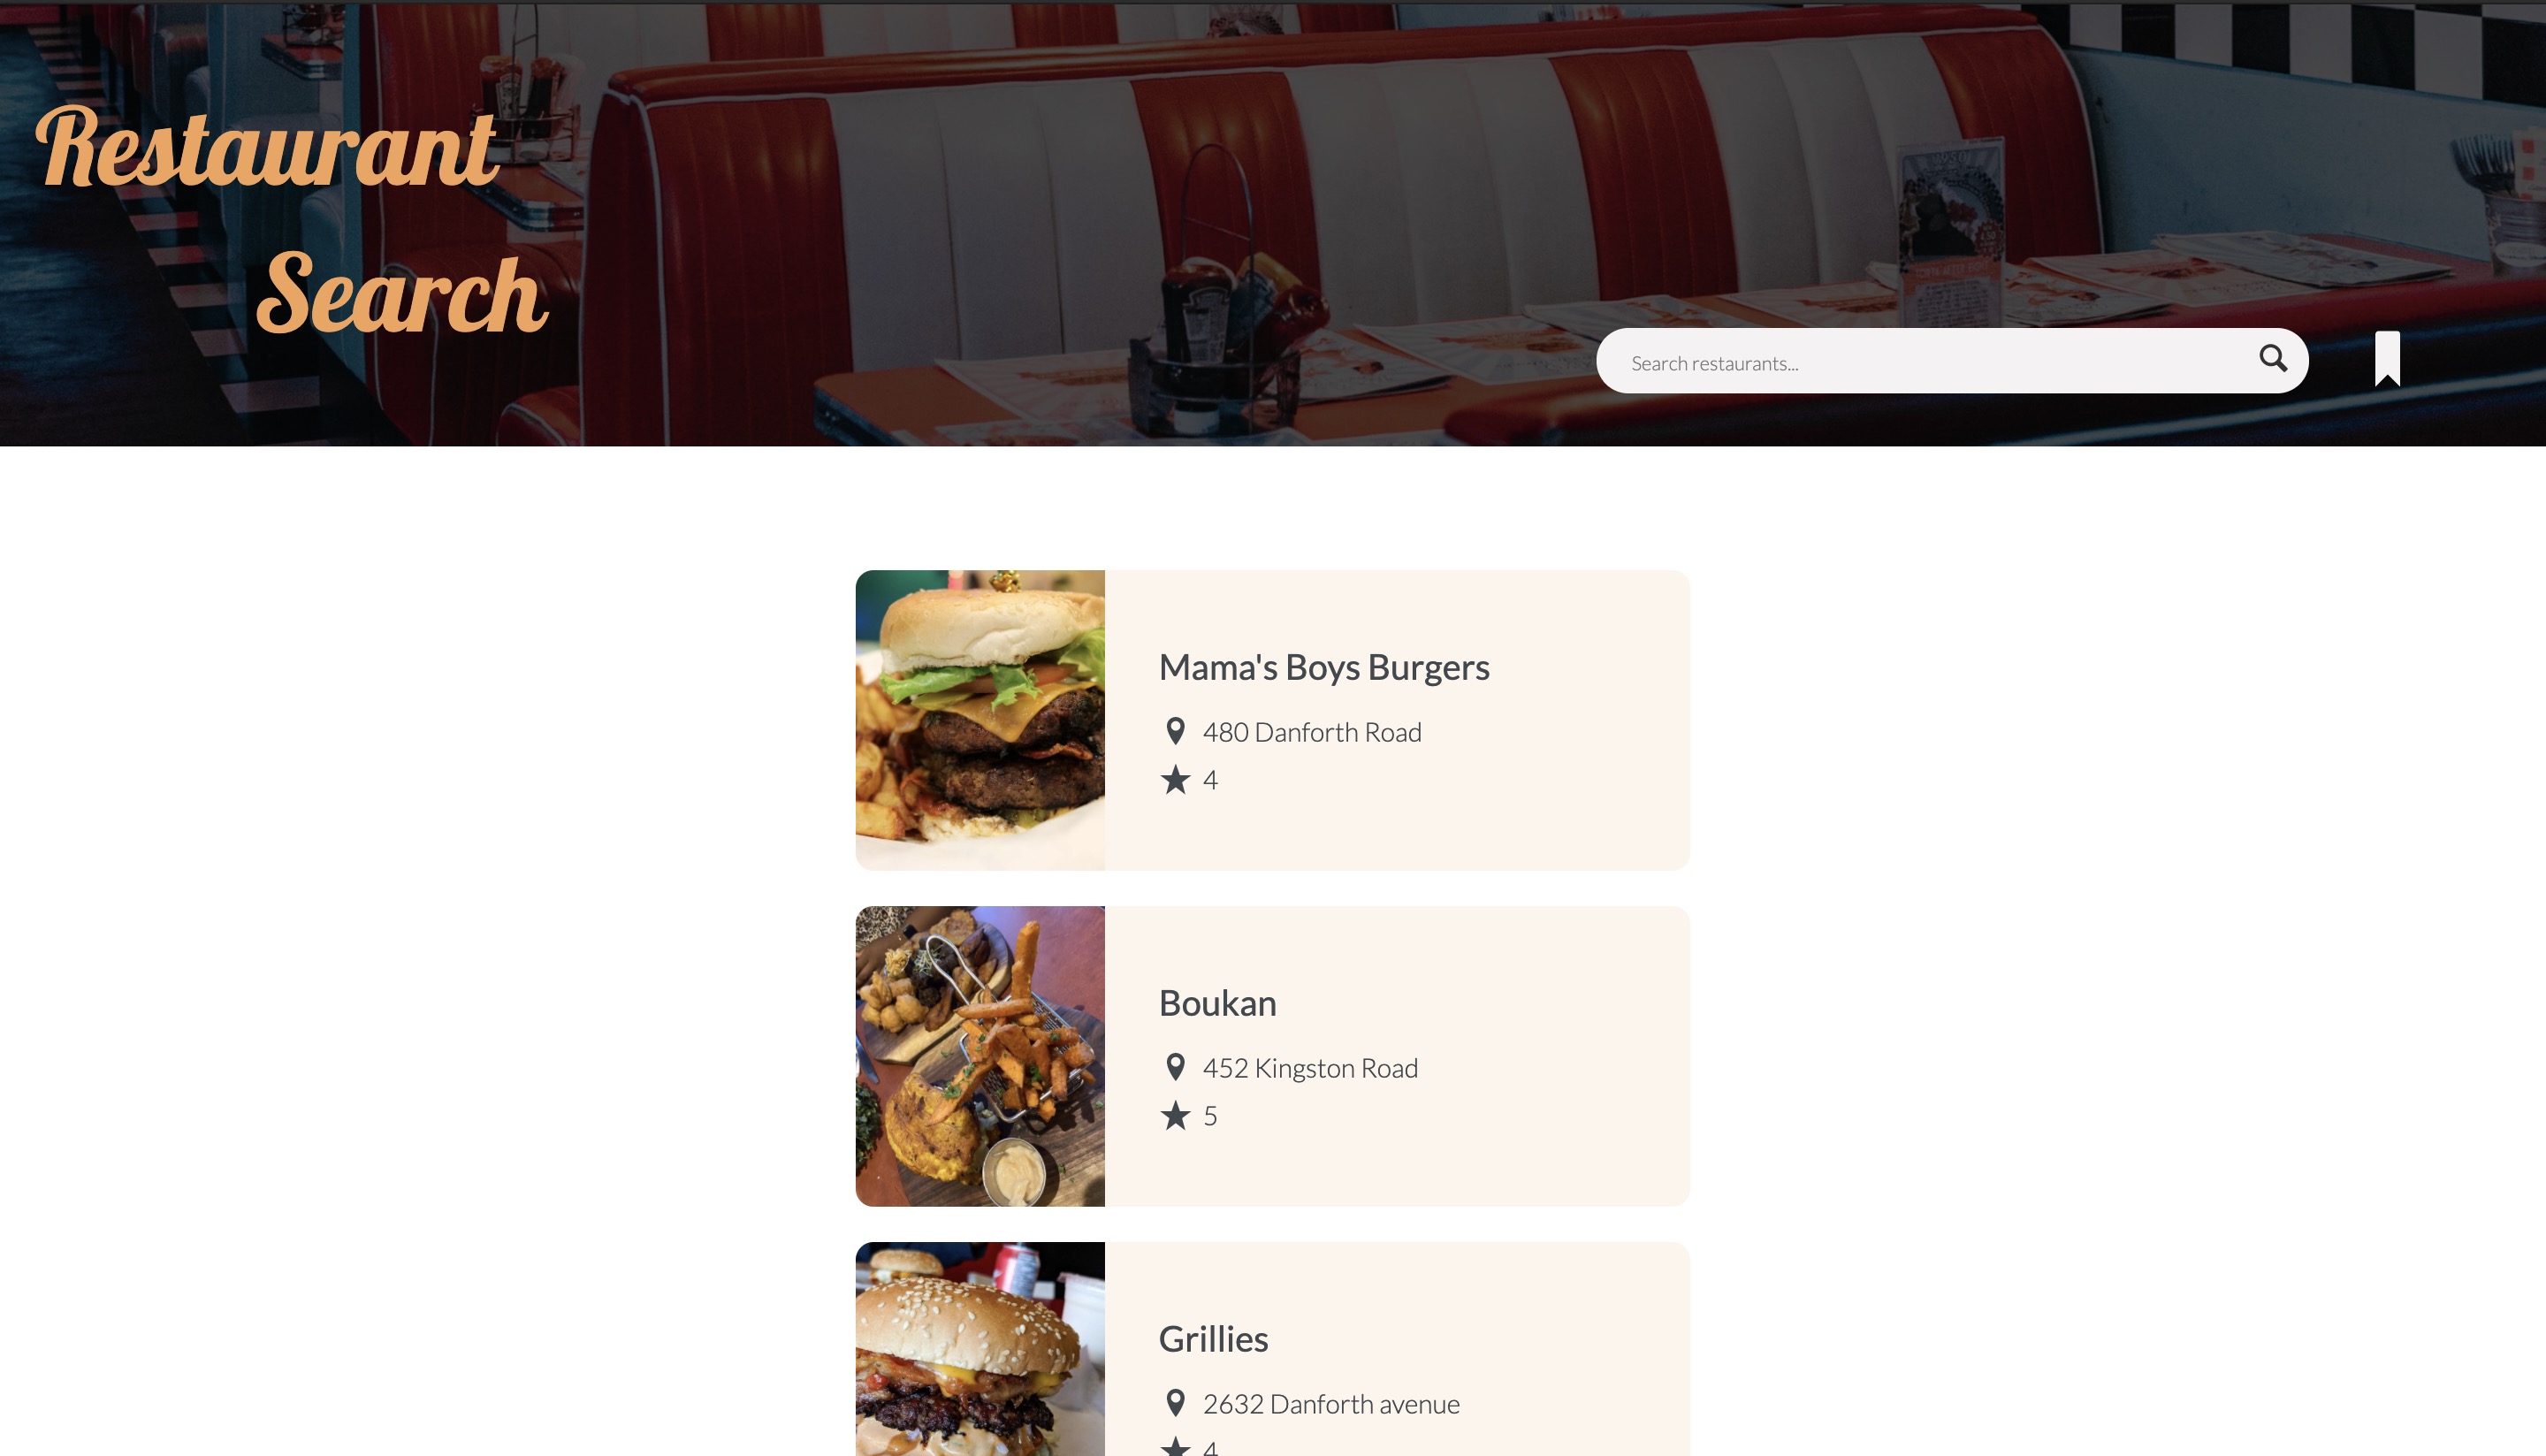 Restaurant
Search
Search restaurants...
Mama's Boys Burgers
480 Danforth Road
4
Boukan
452 Kingston Road
5
Grillies
2632 Danforth avenue
4